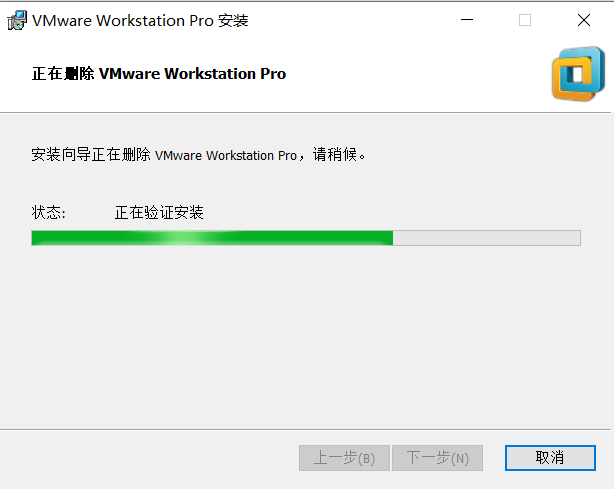 VMware Workstation Pro 安装
正在删除 VMware Workstation Pro
安装向导正在删除 VMware Workstation Pro，请稍候。
状态: 正在验证安装
上一步(B) 下一步(N) 取消